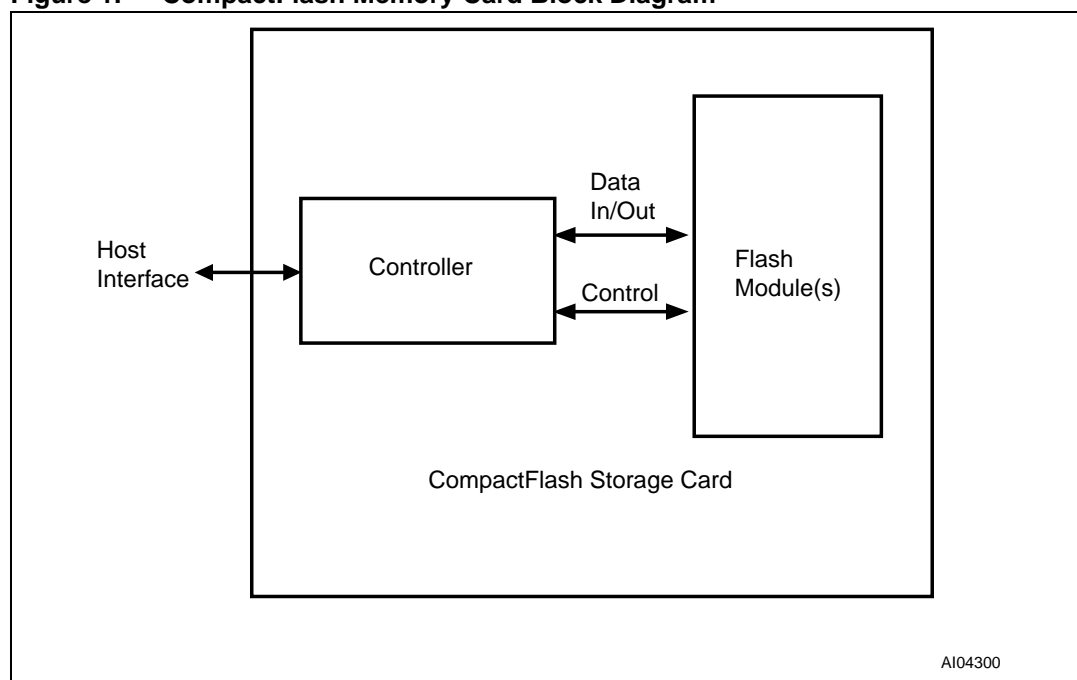 Figure 1. CompactFlash Memory Card Block Diagram
Data
In/Out
Host
Interface
Controller
Flash
Module(s)
Control
CompactFlash Storage Card
AI04300